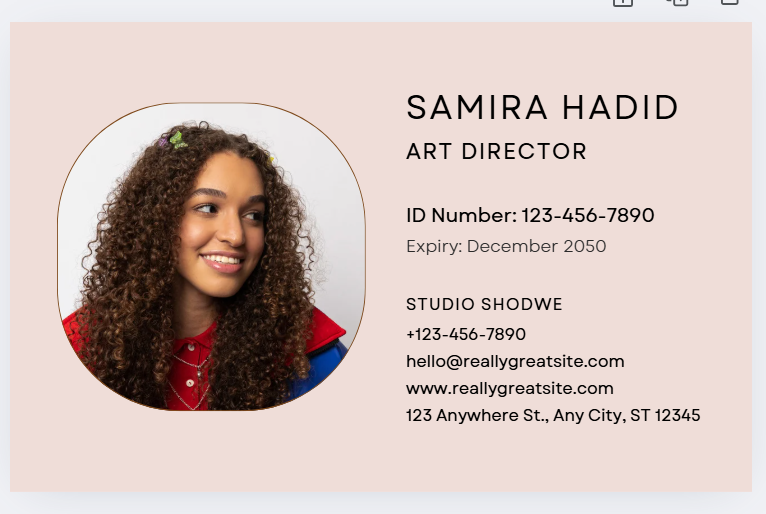 SAMIRA HADID
ART DIRECTOR
ID Number: 123-456-7890
Expiry: December 2050
STUDIO SHODWE
+123-456-7890
hello@reallygreatsite.com
www.reallygreatsite.com
123 Anywhere St., Any City, ST 12345